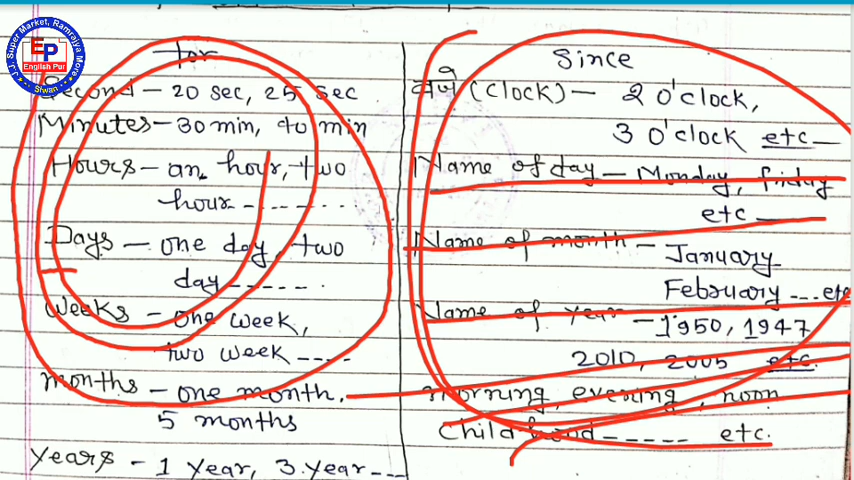 J.J. Super Market, Ramrajya More
EP
English Pur
Siwan
for
Second – 20 sec, 25 sec
Minutes – 30 min, 40 min
Hours – an hour, two
hour -------
Days – one day, two
day ------
Weeks – one week,
two week ----
Months – one month,
5 months
Years - 1 year, 3 year ---
Since
बजे (Clock) – 2 O'clock,
3 O'clock etc –
Name of day – Monday, friday
etc –
Name of month – January
February --- etc
Name of year – 1950, 1947
2010, 2005 etc.
Morning, evening, noon
Childhood ----- etc.